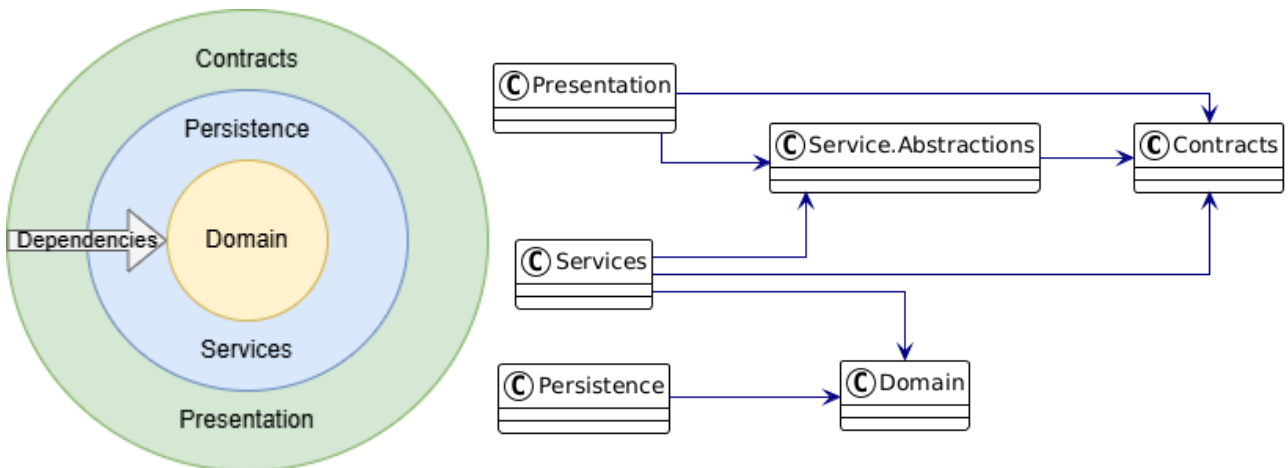 Contracts
Persistence
Dependencies
Domain
Services
Presentation
C Presentation
C Service.Abstractions
C Contracts
C Services
C Persistence
C Domain